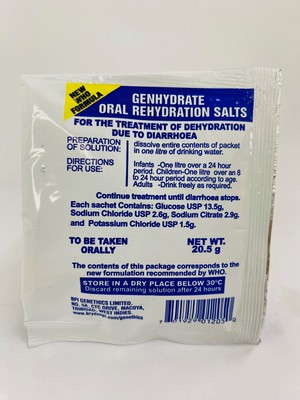 NEW
WHO
FORMULA
GENHYDRATE
ORAL REHYDRATION SALTS
FOR THE TREATMENT OF DEHYDRATION
DUE TO DIARRHOEA
PREPARATION OF SOLUTION: dissolve entire contents of packet in one litre of drinking water.
DIRECTIONS FOR USE: Infants -One litre over a 24 hour
period. Children-One litre over an 8
to 24 hour period according to age.
Adults -Drink freely as required.
Continue treatment until diarrhoea stops.
Each sachet Contains: Glucose USP 13.5g,
Sodium Chloride USP 2.6g, Sodium Citrate 2.9g,
and Potassium Chloride USP 1.5g.
TO BE TAKEN ORALLY
NET WT. 20.5 g
The contents of this package corresponds to the
new formulation recommended by WHO.
STORE IN A DRY PLACE BELOW 30°C
Discard remaining solution after 24 hours
BPI GENETHICS LIMITED,
DRIVE, MACOYA,
TRINIDAD, WEST INDIES.